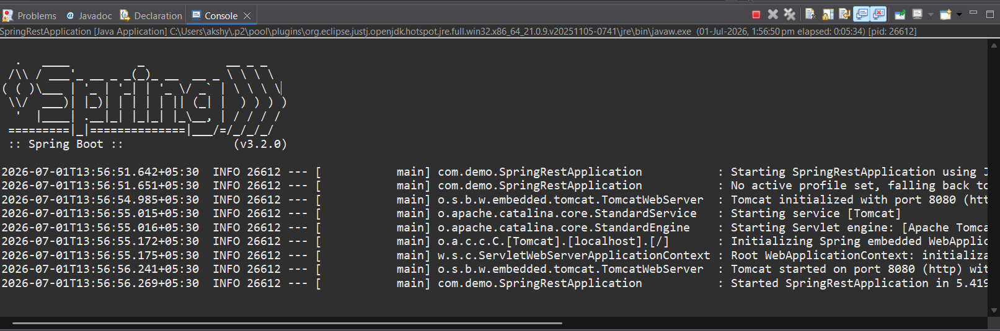 Problems @ Javadoc Declaration Console
SpringRestApplication [Java Application] C:\Users\akshy\.p2\pool\plugins\org.eclipse.justj.openjdk.hotspot.jre.full.win32.x86_64_21.0.9.v20251105-0741\jre\bin\javaw.exe (01-Jul-2026, 1:56:50 pm elapsed: 0:05:34) [pid: 26612]
  .   ____          _            __ _ _
 /\\ / ___'_ __ _ _(_)_ __  __ _ \ \ \ \
( ( )\___ | '_ | '_| | '_ \/ _` | \ \ \ \
 \\/  ___)| |_)| | | | | || (_| |  ) ) ) )
  '  |____| .__|_| |_|_| |_\__, | / / / /
 =========|_|==============|___/=/_/_/_/
 :: Spring Boot ::                (v3.2.0)
2026-07-01T13:56:51.642+05:30  INFO 26612 --- [           main] com.demo.SpringRestApplication           : Starting SpringRestApplication using J
2026-07-01T13:56:51.651+05:30  INFO 26612 --- [           main] com.demo.SpringRestApplication           : No active profile set, falling back to
2026-07-01T13:56:54.985+05:30  INFO 26612 --- [           main] o.s.b.w.embedded.tomcat.TomcatWebServer  : Tomcat initialized with port 8080 (htt
2026-07-01T13:56:55.015+05:30  INFO 26612 --- [           main] o.apache.catalina.core.StandardService   : Starting service [Tomcat]
2026-07-01T13:56:55.016+05:30  INFO 26612 --- [           main] o.apache.catalina.core.StandardEngine    : Starting Servlet engine: [Apache Tomca
2026-07-01T13:56:55.172+05:30  INFO 26612 --- [           main] o.a.c.c.C.[Tomcat].[localhost].[/]       : Initializing Spring embedded WebApplic
2026-07-01T13:56:55.175+05:30  INFO 26612 --- [           main] w.s.c.ServletWebServerApplicationContext : Root WebApplicationContext: initializa
2026-07-01T13:56:56.241+05:30  INFO 26612 --- [           main] o.s.b.w.embedded.tomcat.TomcatWebServer  : Tomcat started on port 8080 (http) wit
2026-07-01T13:56:56.269+05:30  INFO 26612 --- [           main] com.demo.SpringRestApplication           : Started SpringRestApplication in 5.419